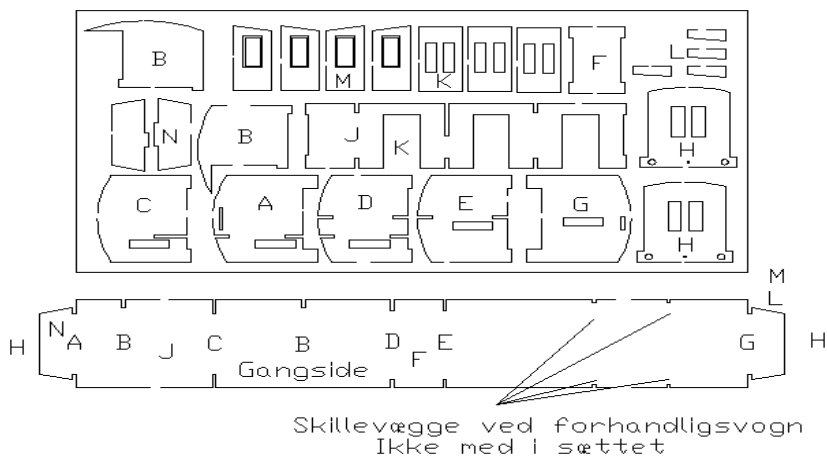 B M K F L
N B J K H
C A D E G H
M
L
H N A B J C B D F E G H
Gangside
Skillevægge ved forhandligsvogn
Ikke med i sættet